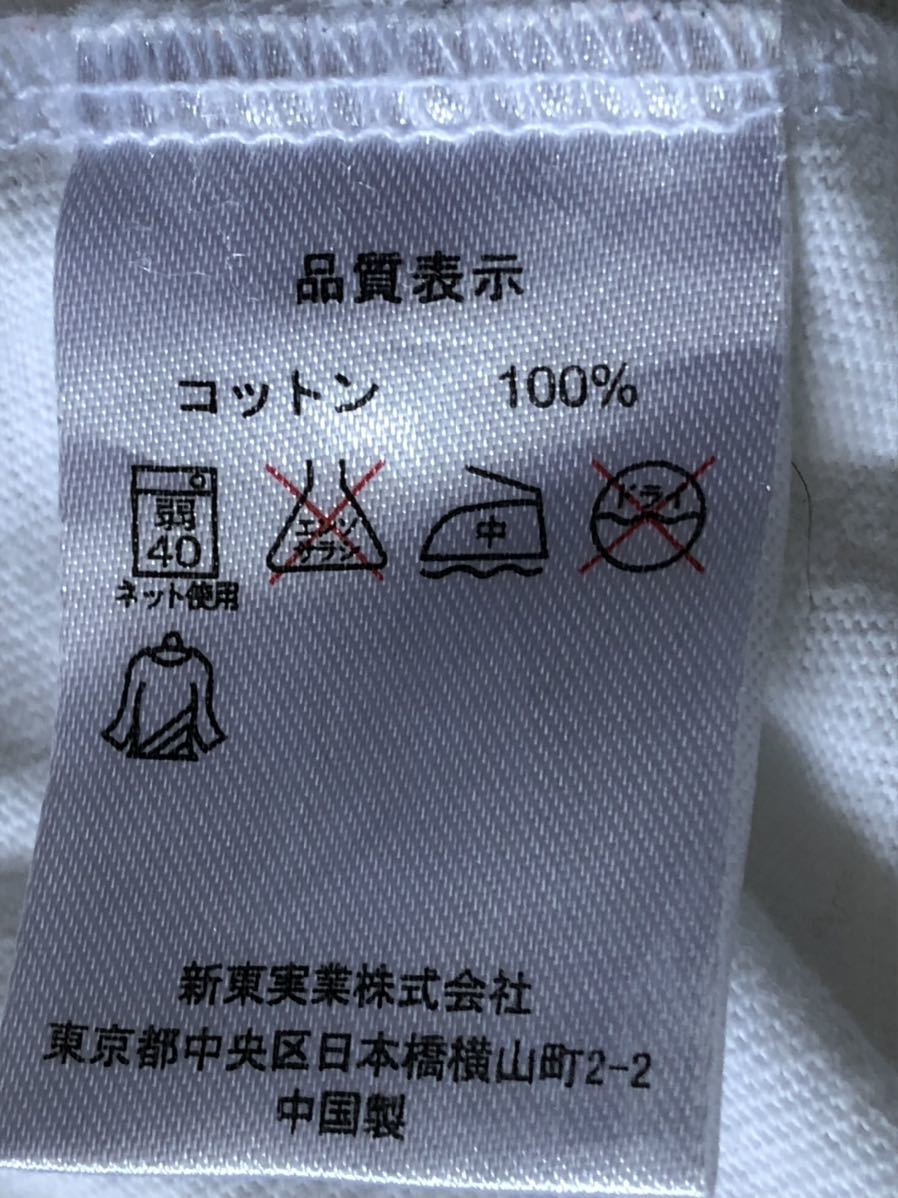 品質表示
コットン 100%
弱
40
ネット使用
エンソ
サラシ
中
ドライ
新東実業株式会社
東京都中央区日本橋横山町2-2
中国製